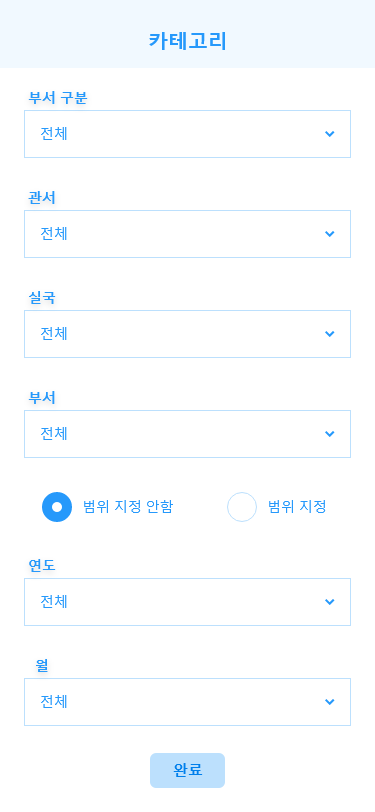 카테고리
부서 구분
전체
관서
전체
실국
전체
부서
전체
범위 지정 안함 범위 지정
연도
전체
월
전체
완료